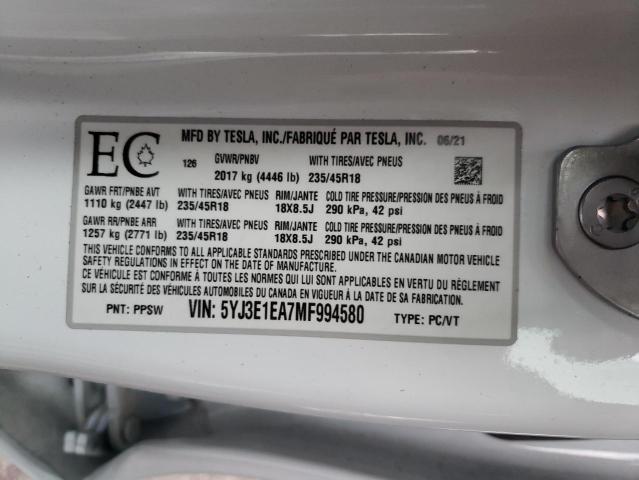 EC
MFD BY TESLA, INC./FABRIQUÉ PAR TESLA, INC. 06/21
126
GVWR/PNBV WITH TIRES/AVEC PNEUS
2017 kg (4446 lb) 235/45R18
GAWR FRT/PNBE AVT WITH TIRES/AVEC PNEUS RIM/JANTE COLD TIRE PRESSURE/PRESSION DES PNEUS À FROID
1110 kg (2447 lb) 235/45R18 18X8.5J 290 kPa, 42 psi
GAWR RR/PNBE ARR WITH TIRES/AVEC PNEUS RIM/JANTE COLD TIRE PRESSURE/PRESSION DES PNEUS À FROID
1257 kg (2771 lb) 235/45R18 18X8.5J 290 kPa, 42 psi
THIS VEHICLE CONFORMS TO ALL APPLICABLE STANDARDS PRESCRIBED UNDER THE CANADIAN MOTOR VEHICLE
SAFETY REGULATIONS IN EFFECT ON THE DATE OF MANUFACTURE
CE VÉHICULE EST CONFORME À TOUTES LES NORMES QUI LUI SONT APPLICABLES EN VERTU DU RÈGLEMENT
SUR LA SÉCURITÉ DES VÉHICULES AUTOMOBILES DU CANADA EN VIGUEUR À LA DATE DE SA FABRICATION.
PNT: PPSW VIN: 5YJ3E1EA7MF994580 TYPE: PC/VT